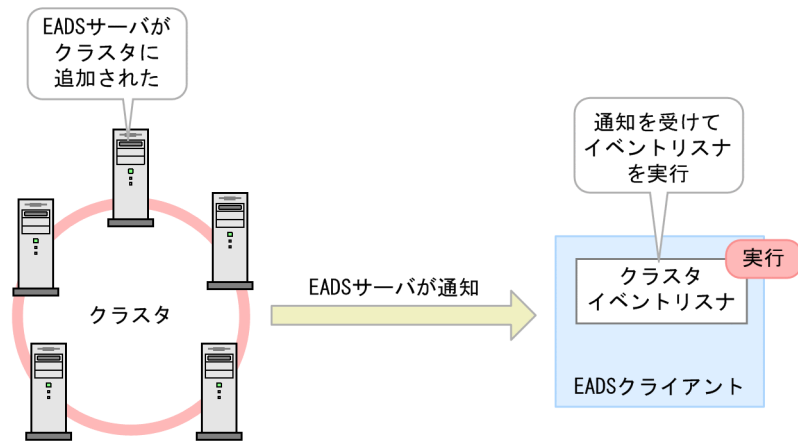 EADSサーバが
クラスタに
追加された
通知を受けて
イベントリスナ
を実行
実行
クラスタ
イベントリスナ
EADSサーバが通知
クラスタ
EADSクライアント